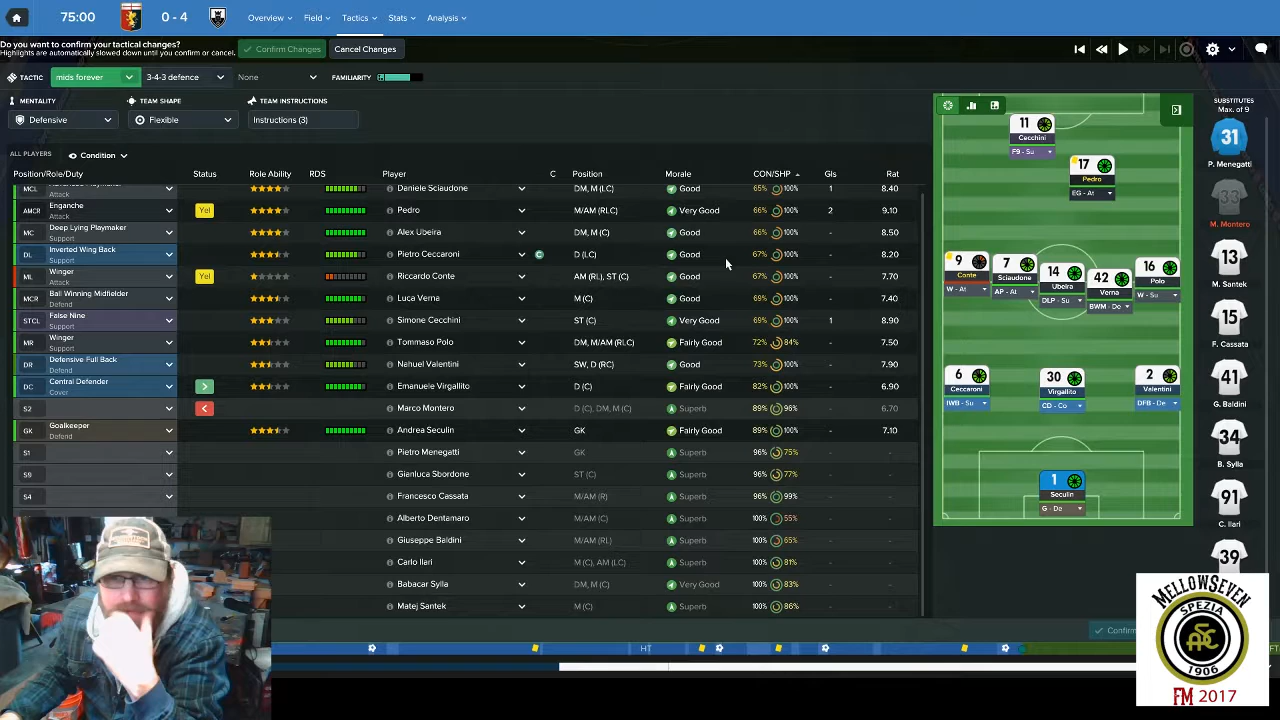 75:00 0 - 4 Overview Field Tactics Stats Analysis
Do you want to confirm your tactical changes?
Highlights are automatically slowed down until you confirm or cancel.
Confirm Changes Cancel Changes
TACTIC mids forever 3-4-3 defence None FAMILIARITY
MENTALITY TEAM SHAPE TEAM INSTRUCTIONS
Defensive Flexible Instructions (3)
ALL PLAYERS Condition
Position/Role/Duty Status Role Ability RDS Player C Position Morale CON/SHP Gls Rat
MCL Attack Sciaudone DM, M (LC) Good 65% 100% - 8.40
AMCR Enganche Attack Yel Pedro M/AM (RLC) Very Good 66% 100% 2 9.10
MC Deep Lying Playmaker Support Alex Ubeira DM, M (C) Good 66% 100% - 8.50
DL Inverted Wing Back Support Pietro Ceccaroni C D (LC) Good 67% 100% - 8.20
ML Winger Attack Yel Riccardo Conte AM (RL), ST (C) Good 67% - 7.70
MCR Ball Winning Midfielder Defend Luca Verna M (C) Good 69% 100% - 7.40
STCL False Nine Support Simone Cecchini ST (C) Very Good 69% 100% 1 8.90
MR Winger Support Tommaso Polo DM, M/AM (RLC) Fairly Good 72% 84% - 7.50
DR Defensive Full Back Support Nahuel Valentini SW, D (RC) Good 73% 100% - 7.90
DC Central Defender Cover Emanuele Virgallito D (C) Fairly Good 82% 100% - 6.90
S2 Marco Montero D (C), DM, M (C) Superb 89% 96% - 6.70
GK Goalkeeper Defend Andrea Seculin GK Fairly Good 89% 100% - 7.10
S1 Pietro Menegatti GK Superb 96% 75% - -
S9 Gianluca Sbordone ST (C) Superb 96% 77% - -
S4 Francesco Cassata M/AM (R) Superb 96% 99% - -
Alberto Dentamaro M/AM (C) Superb 100% 55% - -
Giuseppe Baldini M/AM (RL) Superb 100% 65% - -
Carlo Ilari M (C), AM (LC) Superb 100% 81% - -
Babacar Sylla DM, M (C) Very Good 100% 83% - -
Matej Santek M (C) Superb 100% 86% - -
11
Cecchini
F9 - Su
17
Pedro
EG - At
9 7 14 42 16
Conte Sciaudone Ubeira Verna Polo
W - At AP - At DLP - Su BWM - De W - Su
6 30 2
Ceccaroni Virgallito Valentini
IWB - Su CD - Co DFB - De
1
Seculin
G - De
SUBSTITUTES
Max. of 9
31
P. Menegatti
33
M. Montero
13
M. Santek
15
F. Cassata
41
G. Baldini
34
B. Sylla
91
C. Ilari
39
Confirm
HT
MELLOWSEVEN
SPEZIA
ASC
1906
FM 2017